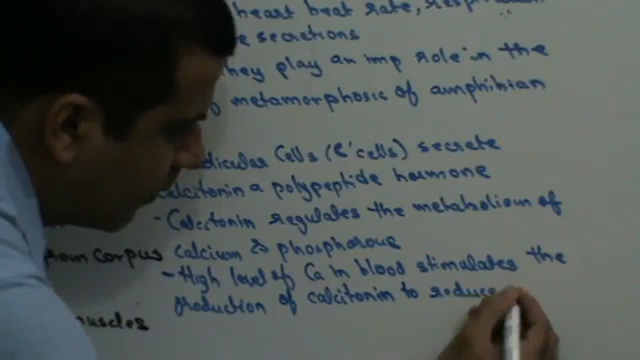 heart beat rate,
secretions
They play an imp role in the
metamorphosis of amphibian
Cells (C'cells) secrete
calcitonin a polypeptide hormone
- Calcitonin regulates the metabolioum of
Corpus calcium & phosphorous
- High level of Ca in blood stimulates the
production of calcitonin to reduce
muscles